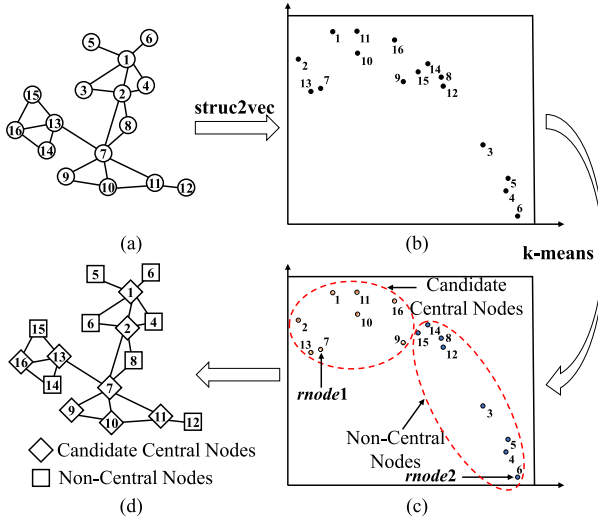 5 6
1
3 4
2
15
13 8
16
14
7
9 10 11 12
(a)
struc2vec
1 11
16
2 10
14
13 7 9 15 8
12
3
5
4
6
(b)
k-means
Candidate
Central Nodes
1 11
16
2 10
14
13 7 9 15 8
12
rnode1
3
Non-Central
Nodes
5
4
rnode2 6
(c)
5 6
1
6 4
2
15
16 13 8
14
7
9 10 11 12
Candidate Central Nodes
Non-Central Nodes
(d)